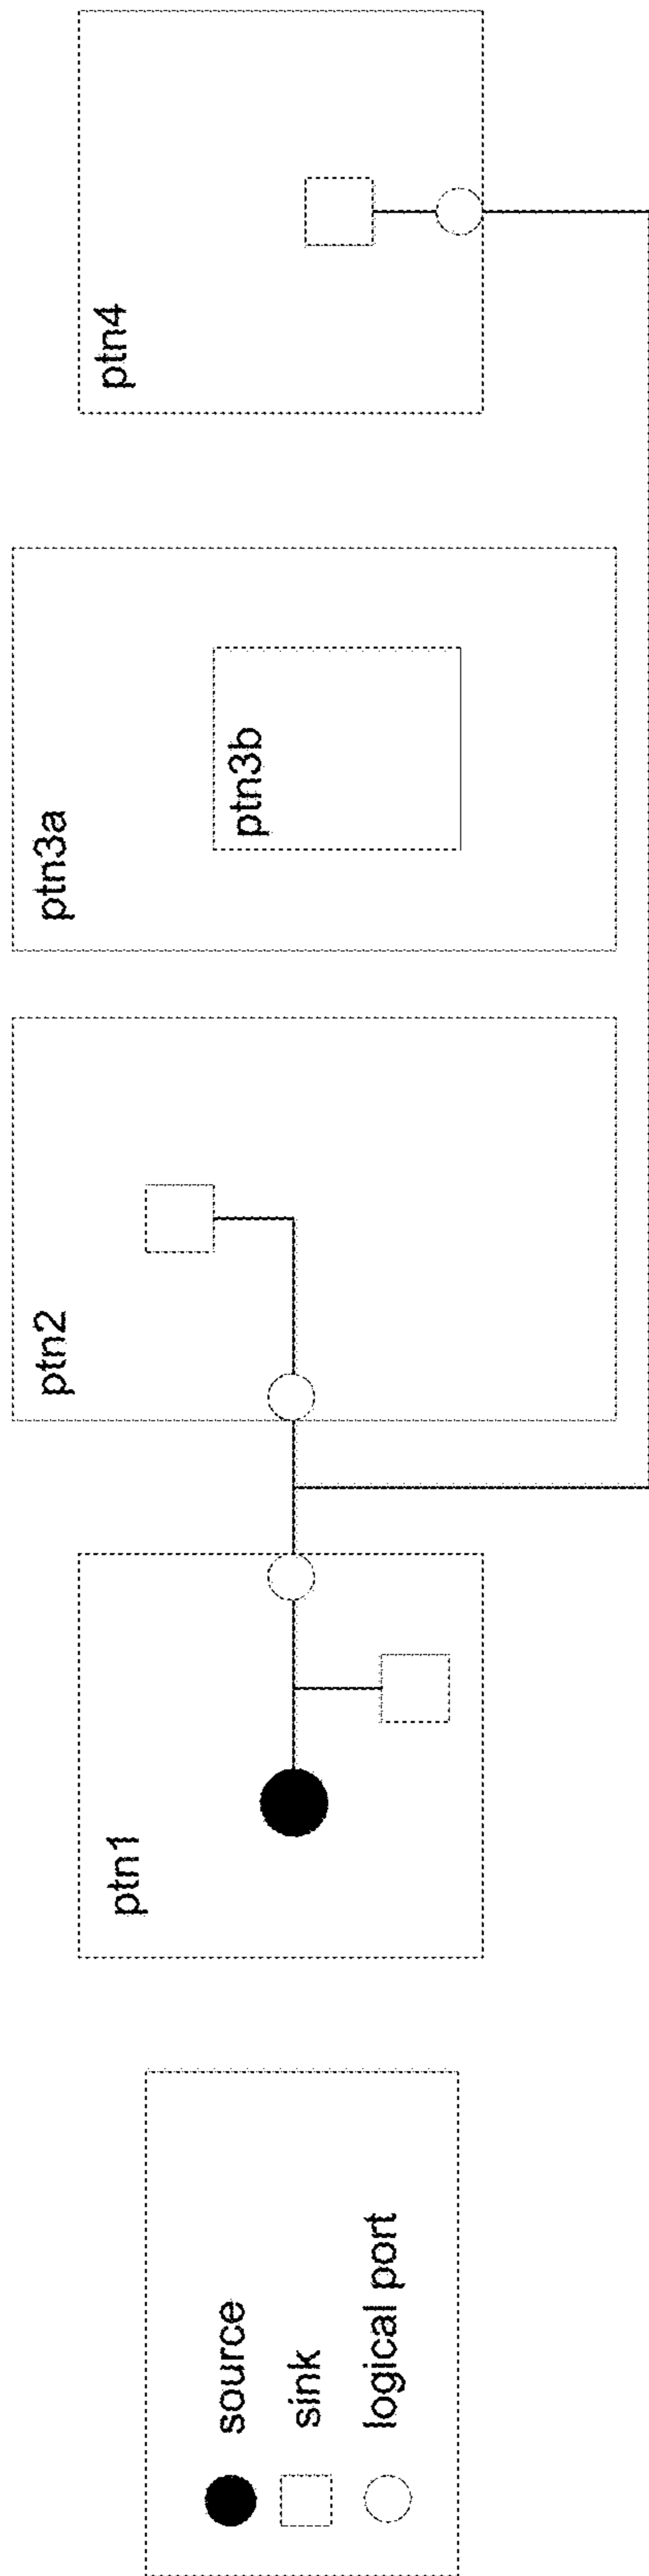 source
sink
logical port
ptn1
ptn2
ptn3a
ptn3b
ptn4